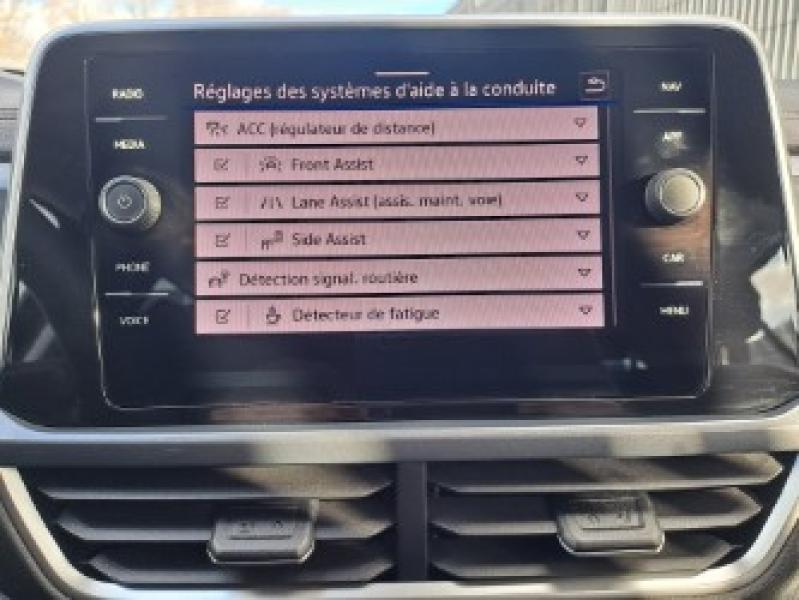 Réglages des systèmes d'aide à la conduite
RADIO
NAV
ACC (régulateur de distance)
MEDIA
APP
Front Assist
Lane Assist (assis. maint. voie)
Side Assist
PHONE
CAR
Détection signal. routière
VOICE
MENU
Détecteur de fatigue